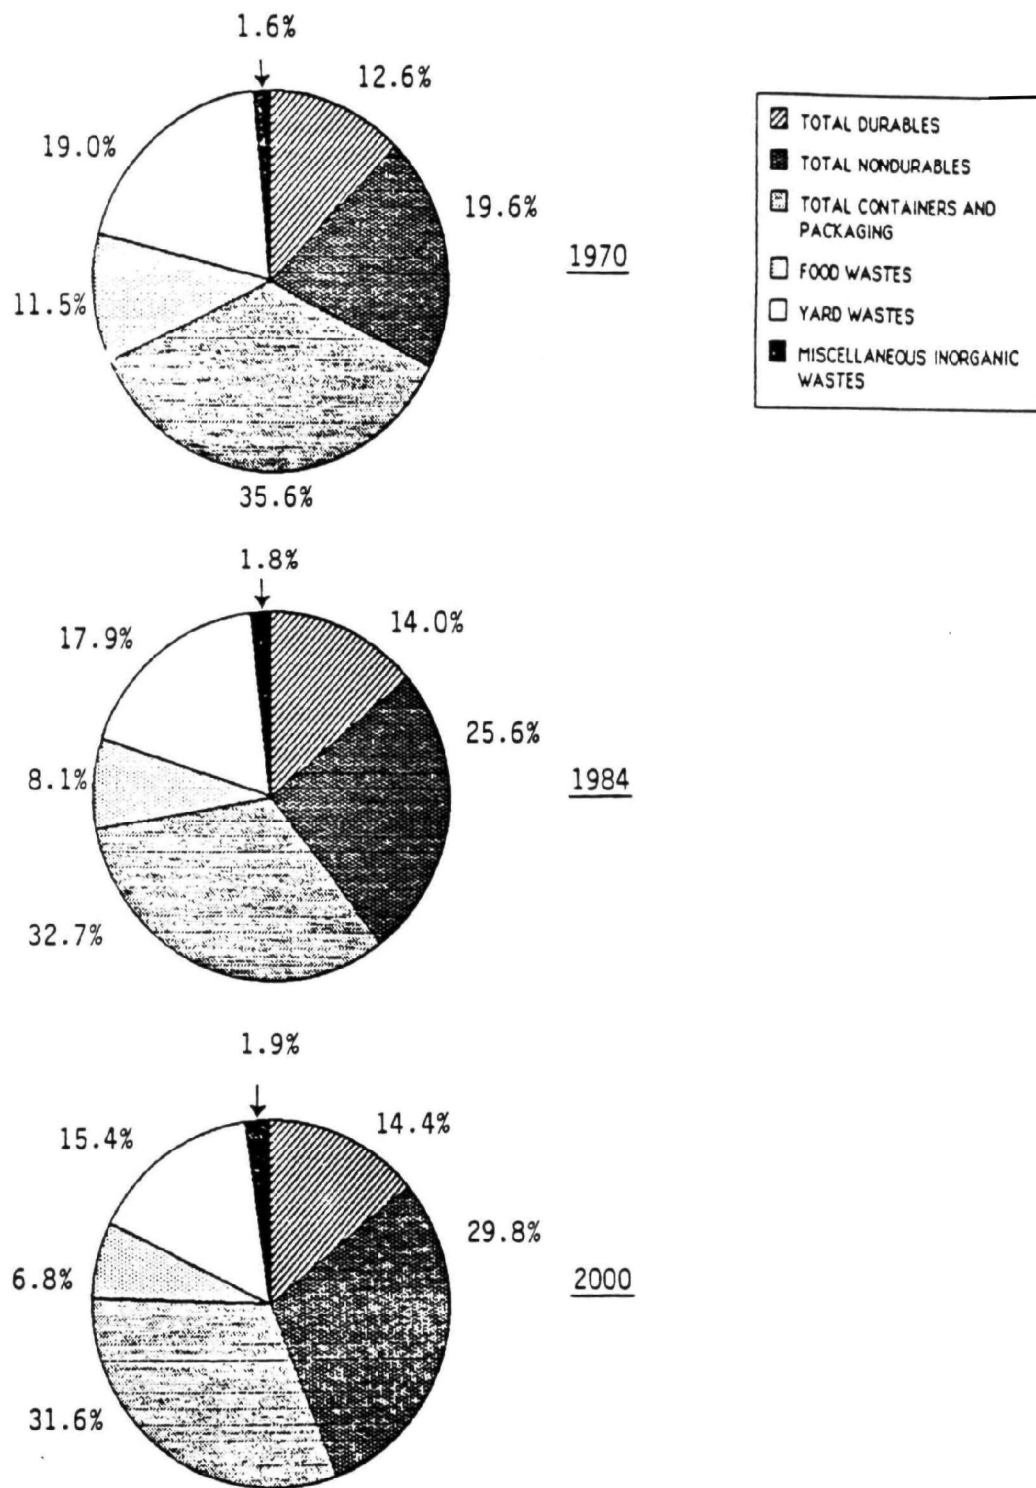 1.6%
12.6%
19.0%
19.6%
11.5%
35.6%
1970
TOTAL DURABLES
TOTAL NONDURABLES
TOTAL CONTAINERS AND
PACKAGING
FOOD WASTES
YARD WASTES
MISCELLANEOUS INORGANIC
WASTES
1.8%
14.0%
17.9%
25.6%
8.1%
32.7%
1984
1.9%
14.4%
15.4%
29.8%
6.8%
31.6%
2000